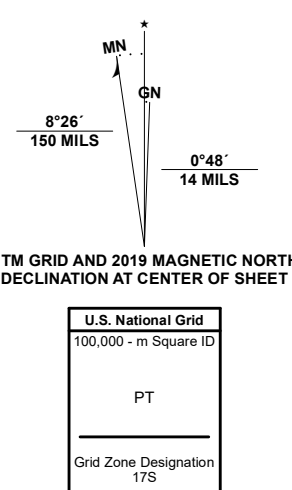 ★
MN
GN
8°26´
150 MILS
0°48´
14 MILS
TM GRID AND 2019 MAGNETIC NORTH
DECLINATION AT CENTER OF SHEET
U.S. National Grid
100,000 - m Square ID
PT
Grid Zone Designation
17S